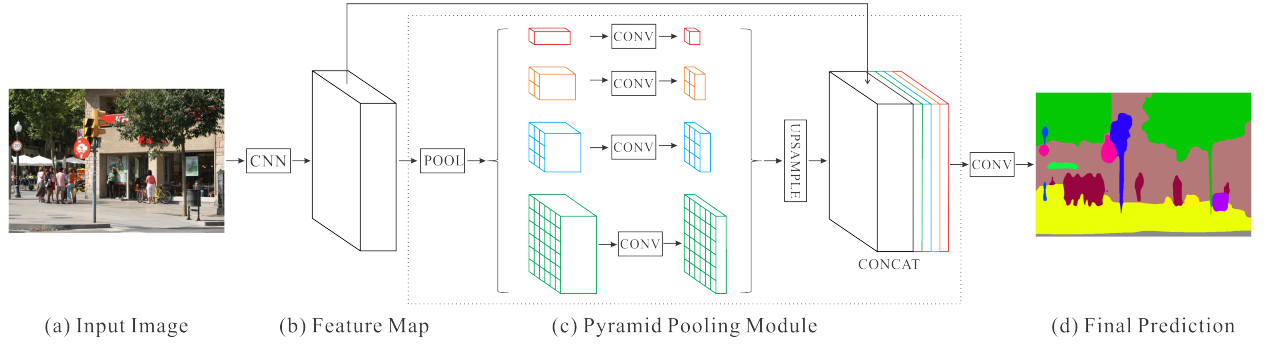 CNN
POOL
CONV
CONV
CONV
CONV
UPSAMPLE
CONCAT
CONV
(a) Input Image
(b) Feature Map
(c) Pyramid Pooling Module
(d) Final Prediction